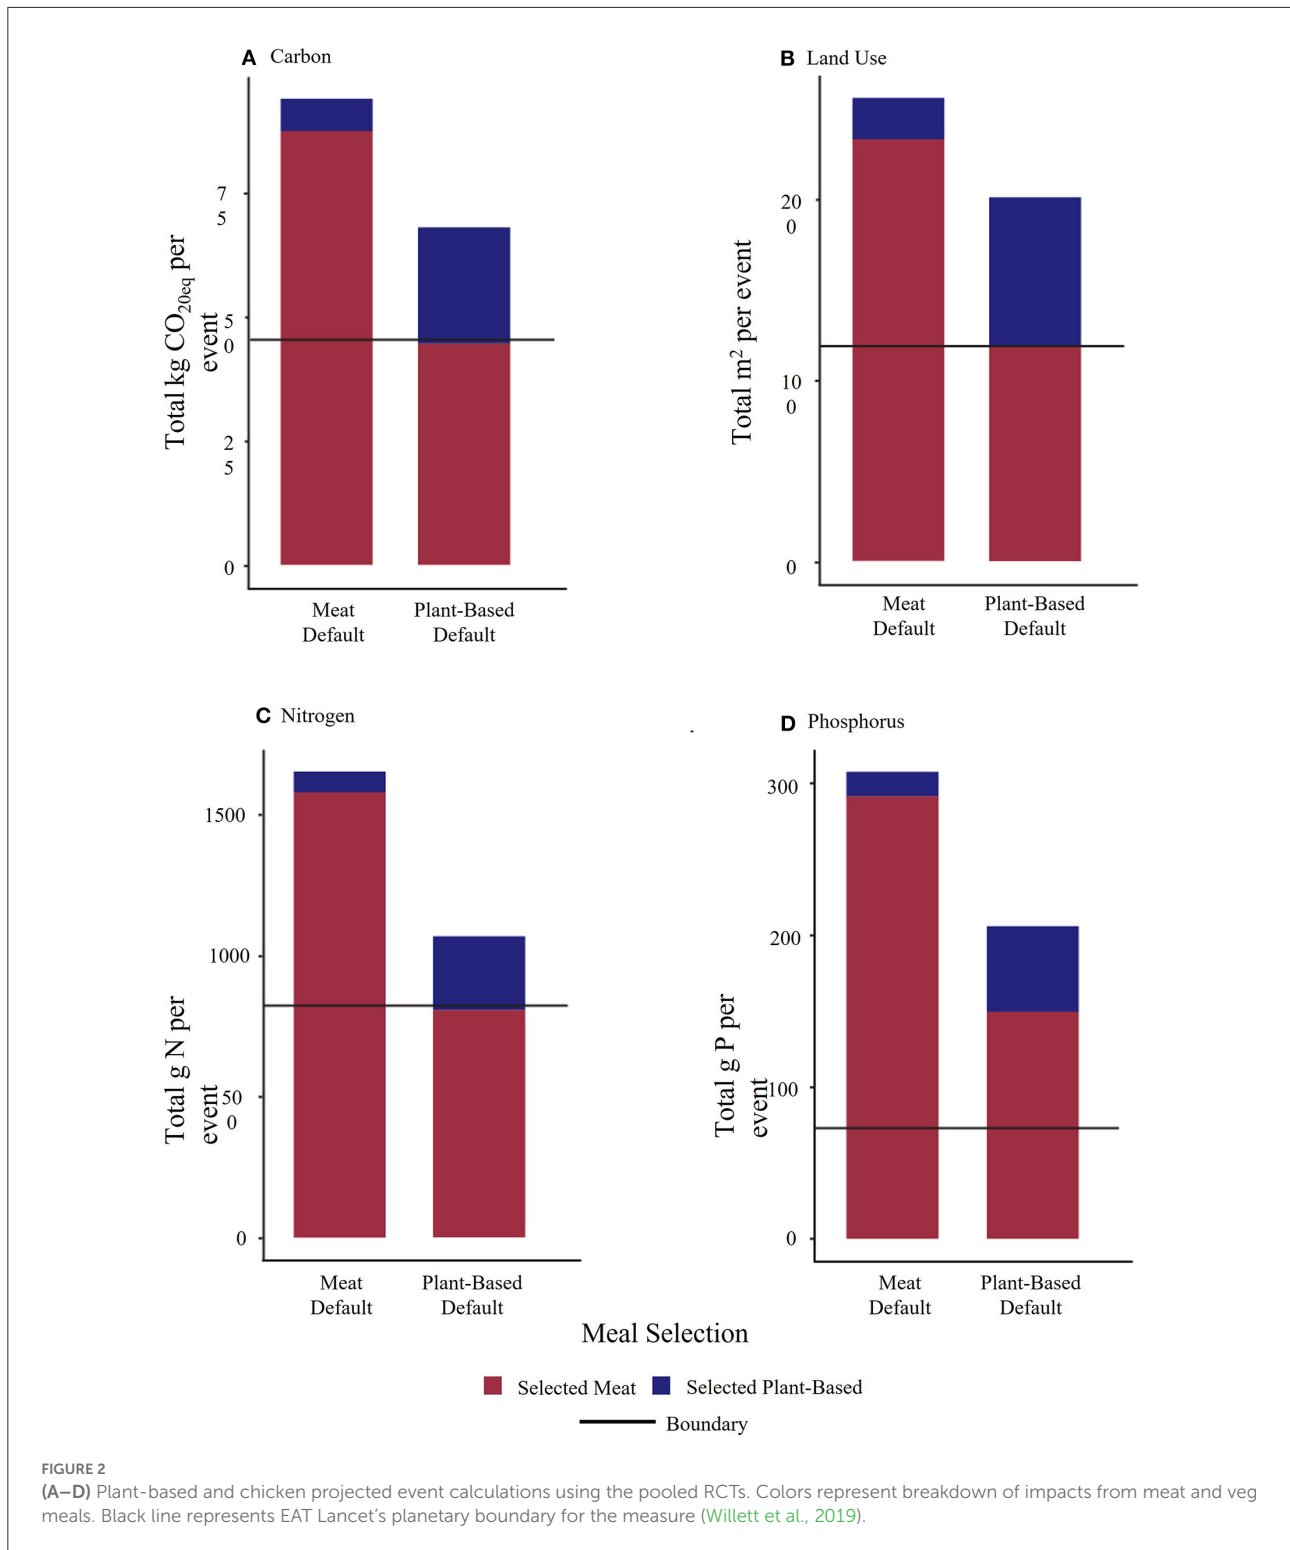 A Carbon
Total kg CO20eq per
event
7
5
5
0
2
5
0
Meat
Default
Plant-Based
Default
B Land Use
Total m2 per event
20
0
10
0
0
Meat
Default
Plant-Based
Default
C Nitrogen
Total g N per
event
1500
1000
50
0
0
Meat
Default
Plant-Based
Default
D Phosphorus
Total g P per
event
300
200
100
0
Meat
Default
Plant-Based
Default
Meal Selection
Selected Meat Selected Plant-Based
Boundary
FIGURE 2
(A–D) Plant-based and chicken projected event calculations using the pooled RCTs. Colors represent breakdown of impacts from meat and veg
meals. Black line represents EAT Lancet's planetary boundary for the measure (Willett et al., 2019).